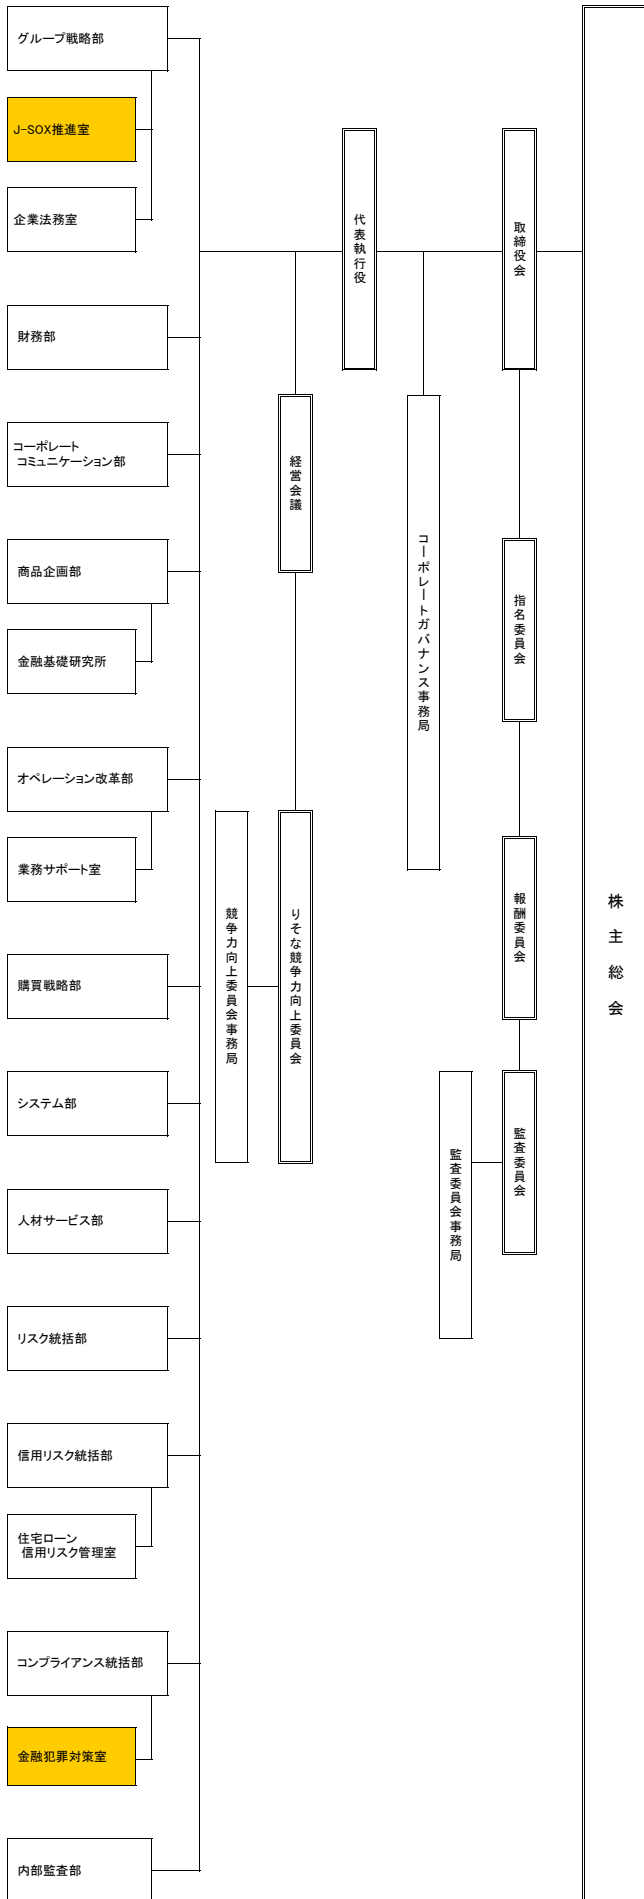 グループ戦略部
J-SOX推進室
企業法務室
財務部
コーポレート
コミュニケーション部
商品企画部
金融基礎研究所
オペレーション改革部
業務サポート室
購買戦略部
システム部
人材サービス部
リスク統括部
信用リスク統括部
住宅ローン
信用リスク管理室
コンプライアンス統括部
金融犯罪対策室
内部監査部
競争力向上委員会事務局
経営会議
りそな競争力向上委員会
代表執行役
コーポレートガバナンス事務局
監査委員会事務局
取締役会
指名委員会
報酬委員会
監査委員会
株主総会